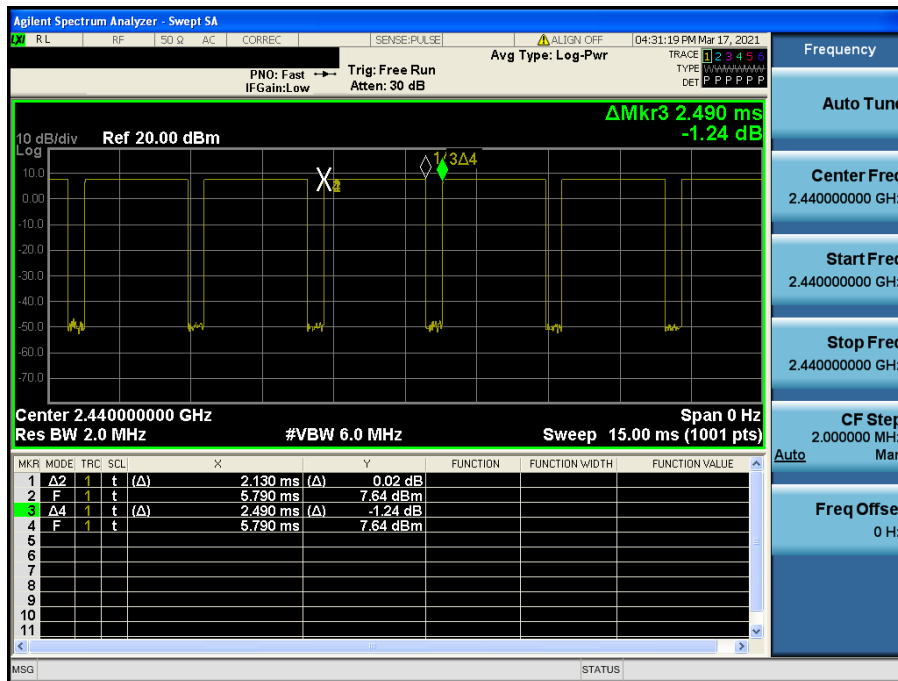 Agilent Spectrum Analyzer - Swept SA
LXI RL RF 50 Ω AC CORREC SENSE:PULSE ALIGN OFF 04:31:19 PM Mar 17, 2021
Avg Type: Log-Pwr TRACE 1 2 3 4 5 6
PNO: Fast Trig: Free Run TYPE WWWWWW
IFGain:Low Atten: 30 dB DET P P P P P P
ΔMkr3 2.490 ms
-1.24 dB
10 dB/div Ref 20.00 dBm
Log
1/3Δ4
10.0
0.00
-10.0
-20.0
-30.0
-40.0
-50.0
-60.0
-70.0
Center 2.440000000 GHz Span 0 Hz
Res BW 2.0 MHz #VBW 6.0 MHz Sweep 15.00 ms (1001 pts)
MKR MODE TRC SCL X Y FUNCTION FUNCTION WIDTH FUNCTION VALUE
1 Δ2 1 t (Δ) 2.130 ms (Δ) 0.02 dB
2 F 1 t 5.790 ms 7.64 dBm
3 Δ4 1 t (Δ) 2.490 ms (Δ) -1.24 dB
4 F 1 t 5.790 ms 7.64 dBm
5
6
7
8
9
10
11
MSG STATUS
Frequency
Auto Tune
Center Freq
2.440000000 GHz
Start Freq
2.440000000 GHz
Stop Freq
2.440000000 GHz
CF Step
2.000000 MHz
Auto Man
Freq Offset
0 Hz